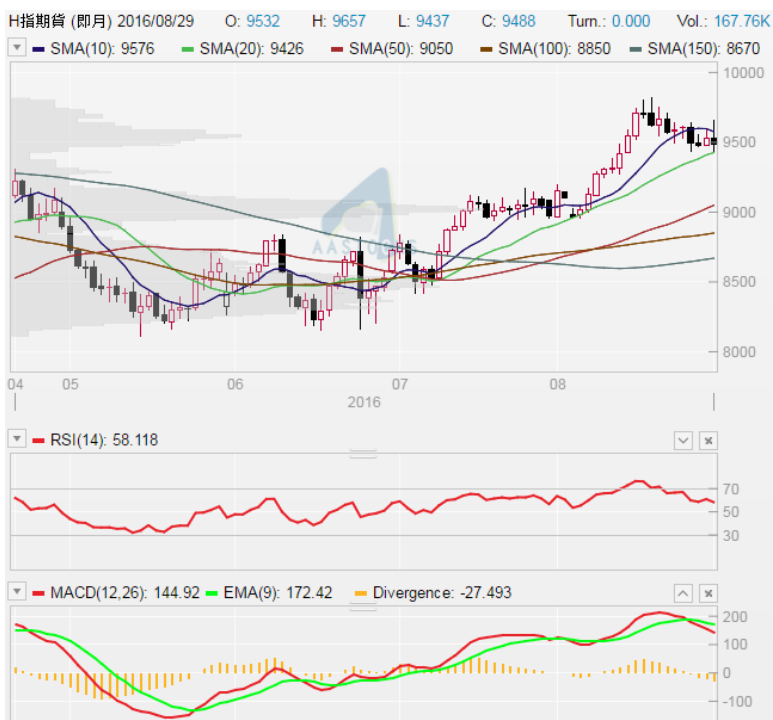 H指期貨 (即月) 2016/08/29 O: 9532 H: 9657 L: 9437 C: 9488 Turn.: 0.000 Vol.: 167.76K
SMA(10): 9576 SMA(20): 9426 SMA(50): 9050 SMA(100): 8850 SMA(150): 8670
10000
9500
9000
AASTOCKS
8500
8000
04 05 06 07 08
2016
RSI(14): 58.118
70
50
30
MACD(12,26): 144.92 EMA(9): 172.42 Divergence: -27.493
200
100
0
-100